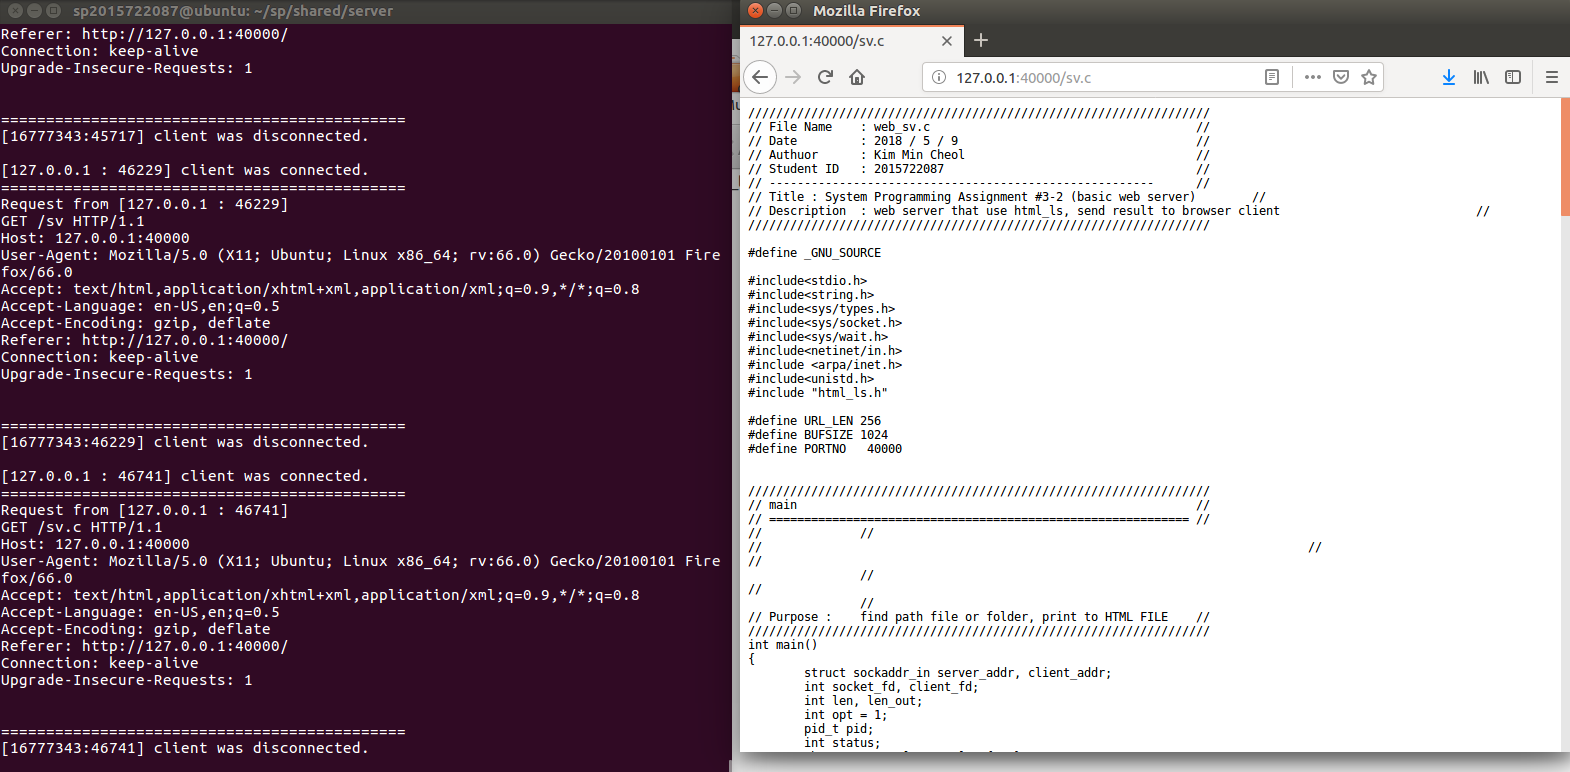 sp2015722087@ubuntu: ~/sp/shared/server
Referer: http://127.0.0.1:40000/
Connection: keep-alive
Upgrade-Insecure-Requests: 1
=============================================
[16777343:45717] client was disconnected.
[127.0.0.1 : 46229] client was connected.
=============================================
Request from [127.0.0.1 : 46229]
GET /sv HTTP/1.1
Host: 127.0.0.1:40000
User-Agent: Mozilla/5.0 (X11; Ubuntu; Linux x86_64; rv:66.0) Gecko/20100101 Fire
fox/66.0
Accept: text/html,application/xhtml+xml,application/xml;q=0.9,*/*;q=0.8
Accept-Language: en-US,en;q=0.5
Accept-Encoding: gzip, deflate
Referer: http://127.0.0.1:40000/
Connection: keep-alive
Upgrade-Insecure-Requests: 1
=============================================
[16777343:46229] client was disconnected.
[127.0.0.1 : 46741] client was connected.
=============================================
Request from [127.0.0.1 : 46741]
GET /sv.c HTTP/1.1
Host: 127.0.0.1:40000
User-Agent: Mozilla/5.0 (X11; Ubuntu; Linux x86_64; rv:66.0) Gecko/20100101 Fire
fox/66.0
Accept: text/html,application/xhtml+xml,application/xml;q=0.9,*/*;q=0.8
Accept-Language: en-US,en;q=0.5
Accept-Encoding: gzip, deflate
Referer: http://127.0.0.1:40000/
Connection: keep-alive
Upgrade-Insecure-Requests: 1
=============================================
[16777343:46741] client was disconnected.
Mozilla Firefox
127.0.0.1:40000/sv.c
127.0.0.1:40000/sv.c
//////////////////////////////////////////////////////////////////
// File Name    : web_sv.c                                      //
// Date         : 2018 / 5 / 9                                  //
// Authuor      : Kim Min Cheol                                 //
// Student ID   : 2015722087                                    //
// -------------------------------------------------------      //
// Title : System Programming Assignment #3-2 (basic web server)        //
// Description  : web server that use html_ls, send result to browser client                            //
//////////////////////////////////////////////////////////////////
#define _GNU_SOURCE
#include<stdio.h>
#include<string.h>
#include<sys/types.h>
#include<sys/socket.h>
#include<sys/wait.h>
#include<netinet/in.h>
#include <arpa/inet.h>
#include<unistd.h>
#include "html_ls.h"
#define URL_LEN 256
#define BUFSIZE 1024
#define PORTNO   40000
//////////////////////////////////////////////////////////////////
// main                                                         //
// ============================================================ //
//              //
//                                                                              //
//
                //
//
                //
// Purpose :    find path file or folder, print to HTML FILE    //
//////////////////////////////////////////////////////////////////
int main()
{
        struct sockaddr_in server_addr, client_addr;
        int socket_fd, client_fd;
        int len, len_out;
        int opt = 1;
        pid_t pid;
        int status;